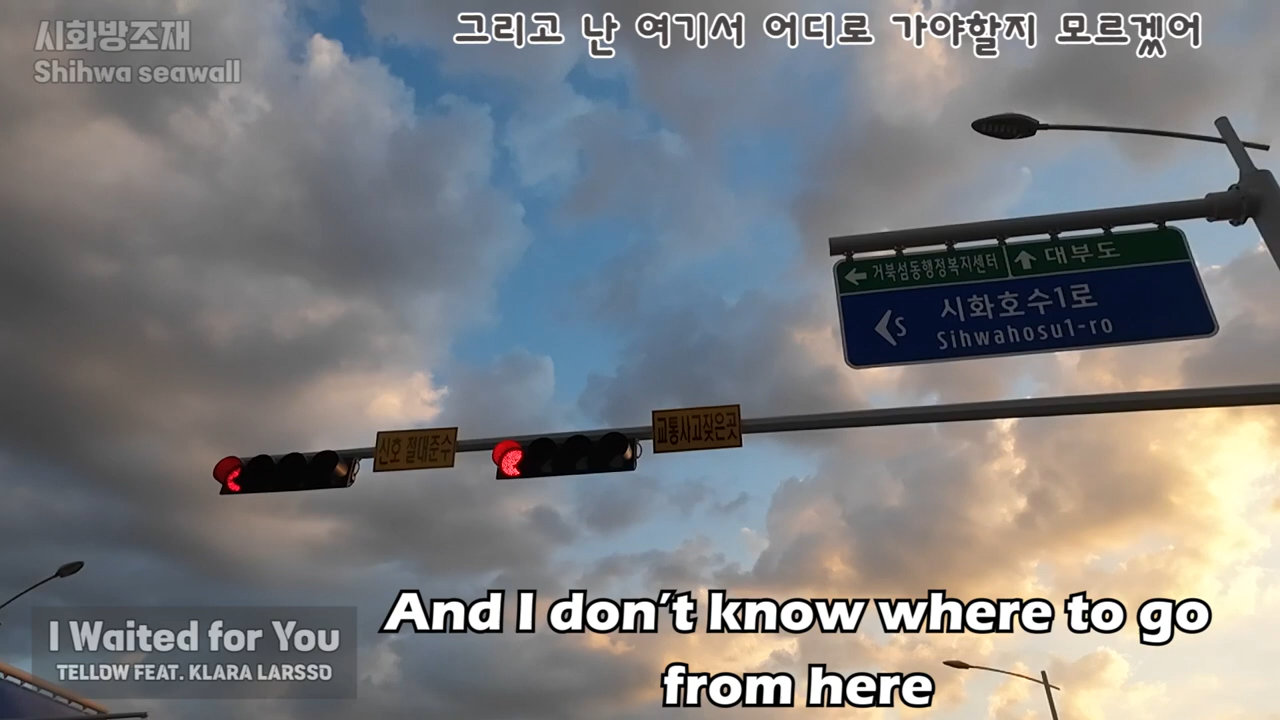 시화방조재
Shihwa seawall
그리고 난 여기서 어디로 가야할지 모르겠어
거북섬동행정복지센터
대부도
시화호수1로
S
Sihwahosu1-ro
신호 절대준수
교통사고잦은곳
And I don't know where to go
from here
I Waited for You
TELLOW FEAT. KLARA LARSSO